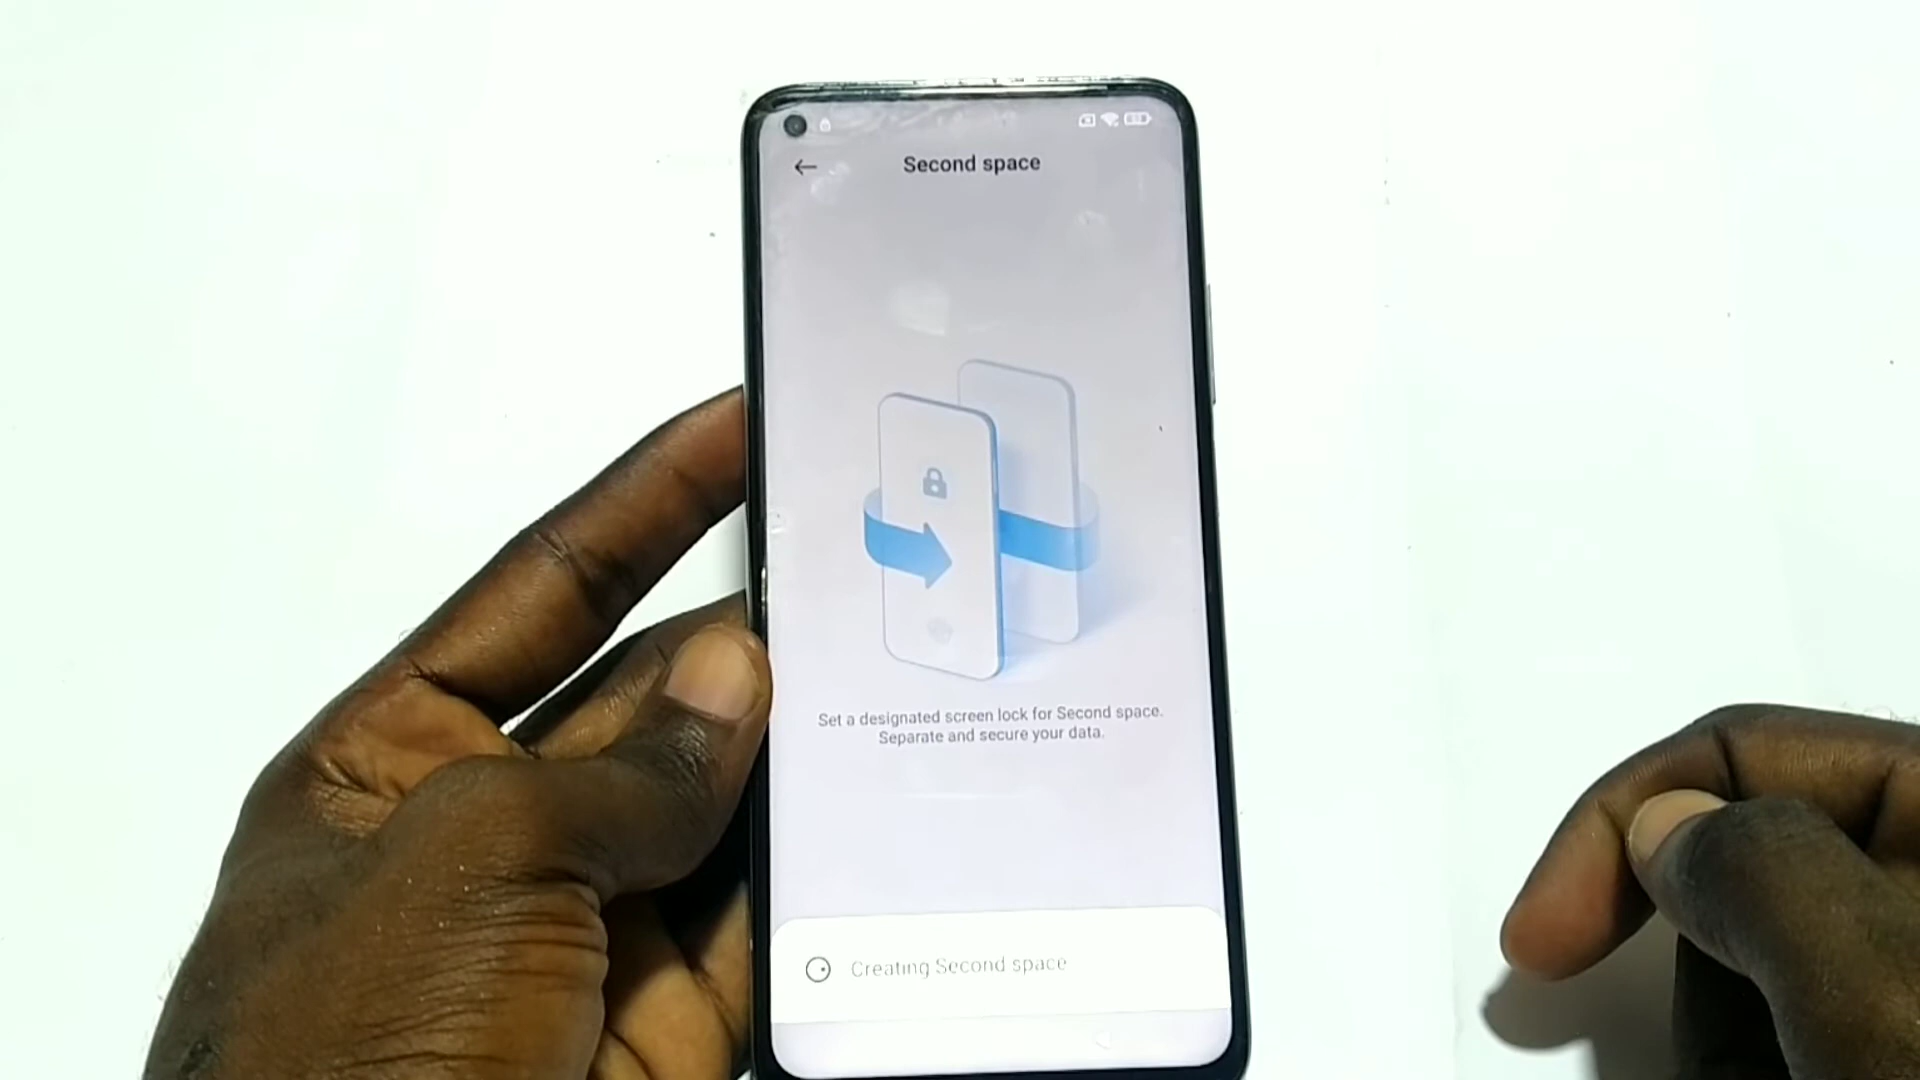 Second space
Set a designated screen lock for Second space.
Separate and secure your data.
Creating Second space